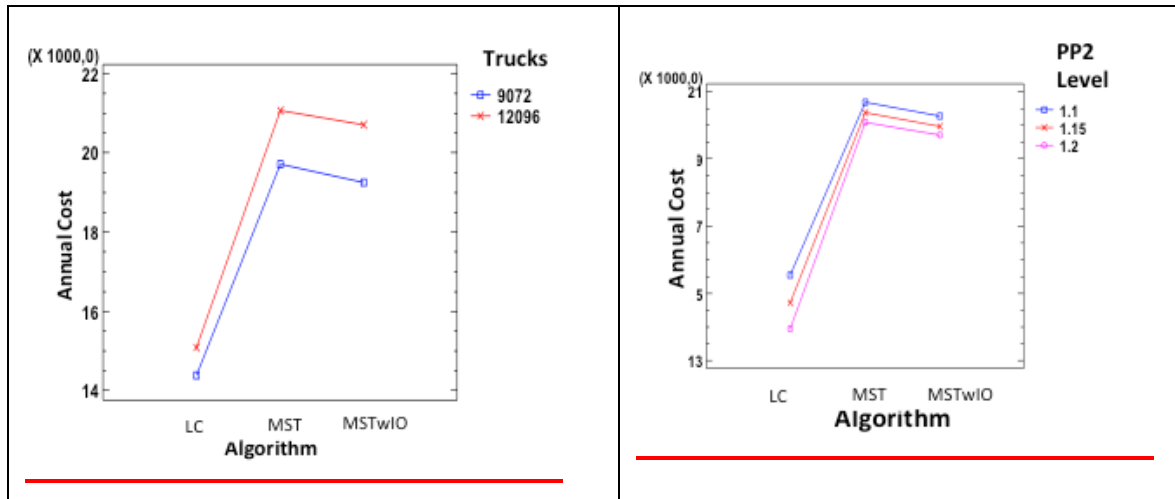 (X 1000,0)
Trucks
9072
12096
22
20
18
16
14
Annual Cost
LC
MST
MSTwIO
Algorithm
(X 1000,0)
PP2
Level
1.1
1.15
1.2
21
9
7
5
13
Annual Cost
LC
MST
MSTwIO
Algorithm